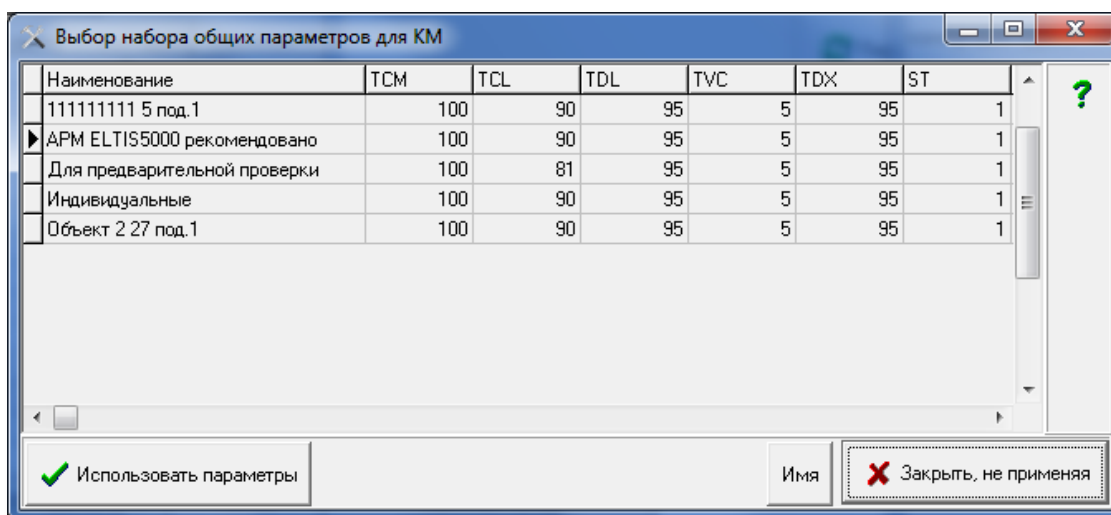 Выбор набора общих параметров для КМ
Наименование TCM TCL TDL TVC TDX ST
111111111 5 под.1 100 90 95 5 95 1
АРМ ELTIS5000 рекомендовано 100 90 95 5 95 1
Для предварительной проверки 100 81 95 5 95 1
Индивидуальные 100 90 95 5 95 1
Объект 2 27 под.1 100 90 95 5 95 1
Использовать параметры Имя Закрыть, не применяя